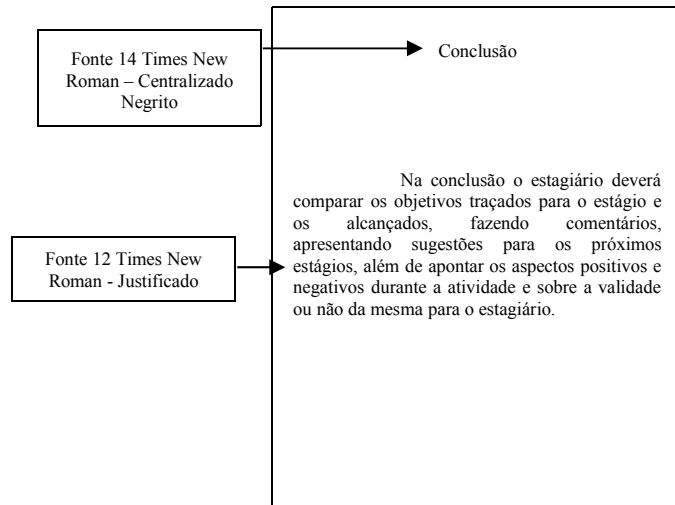 Fonte 14 Times New
Roman – Centralizado
Negrito
Conclusão
Na conclusão o estagiário deverá
comparar os objetivos traçados para o estágio e
os alcançados, fazendo comentários,
apresentando sugestões para os próximos
estágios, além de apontar os aspectos positivos e
negativos durante a atividade e sobre a validade
ou não da mesma para o estagiário.
Fonte 12 Times New
Roman - Justificado